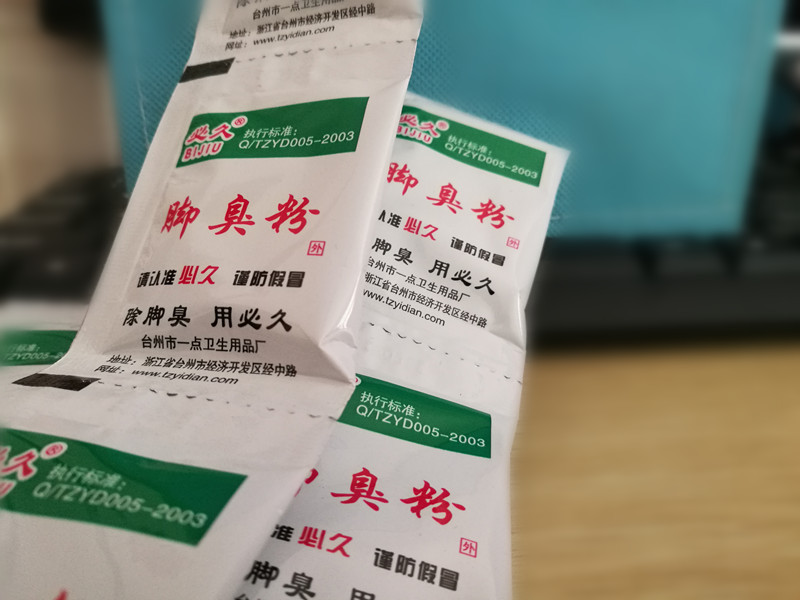 台州市一点卫生用品厂
地址：浙江省台州市经济开发区经中路
网址：www.tzyidian.com
必久®
BIJIU
执行标准：
Q/TZYD005-2003
脚臭粉
外
请认准 必久 谨防假冒
除脚臭 用必久
台州市一点卫生用品厂
地址：浙江省台州市经济开发区经中路
网址：www.tzyidian.com
必久®
BIJIU
执行标准：
Q/TZYD005-2003
脚臭粉
外
认准 必久 谨防假冒
脚臭 用必久
台州市一点卫生用品厂
浙江省台州市经济开发区经中路
www.tzyidian.com
执行标准：
Q/TZYD005-2003
臭粉
外
准 必久 谨防假冒
脚臭 用必久
必久®
执行标准：
Q/TZYD005-2003